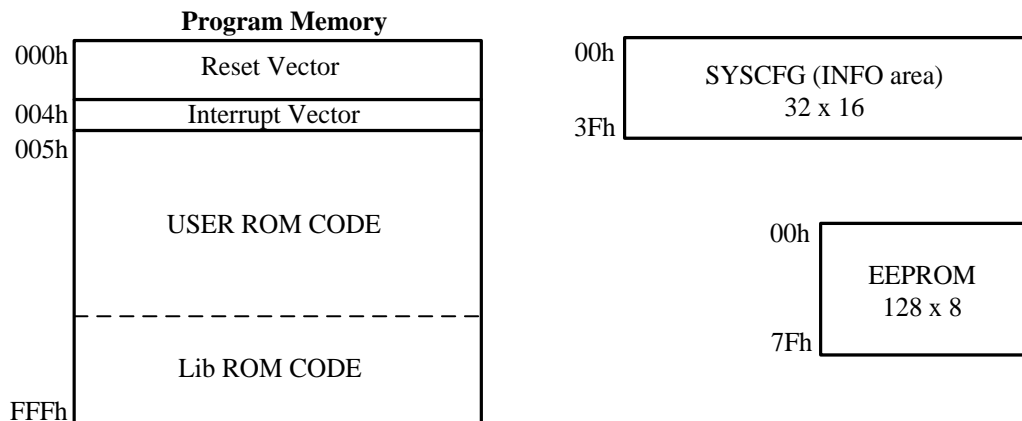 Program Memory
000h
Reset Vector
004h
Interrupt Vector
005h
USER ROM CODE
Lib ROM CODE
FFFh
00h
SYSCFG (INFO area)
32 x 16
3Fh
00h
EEPROM
128 x 8
7Fh